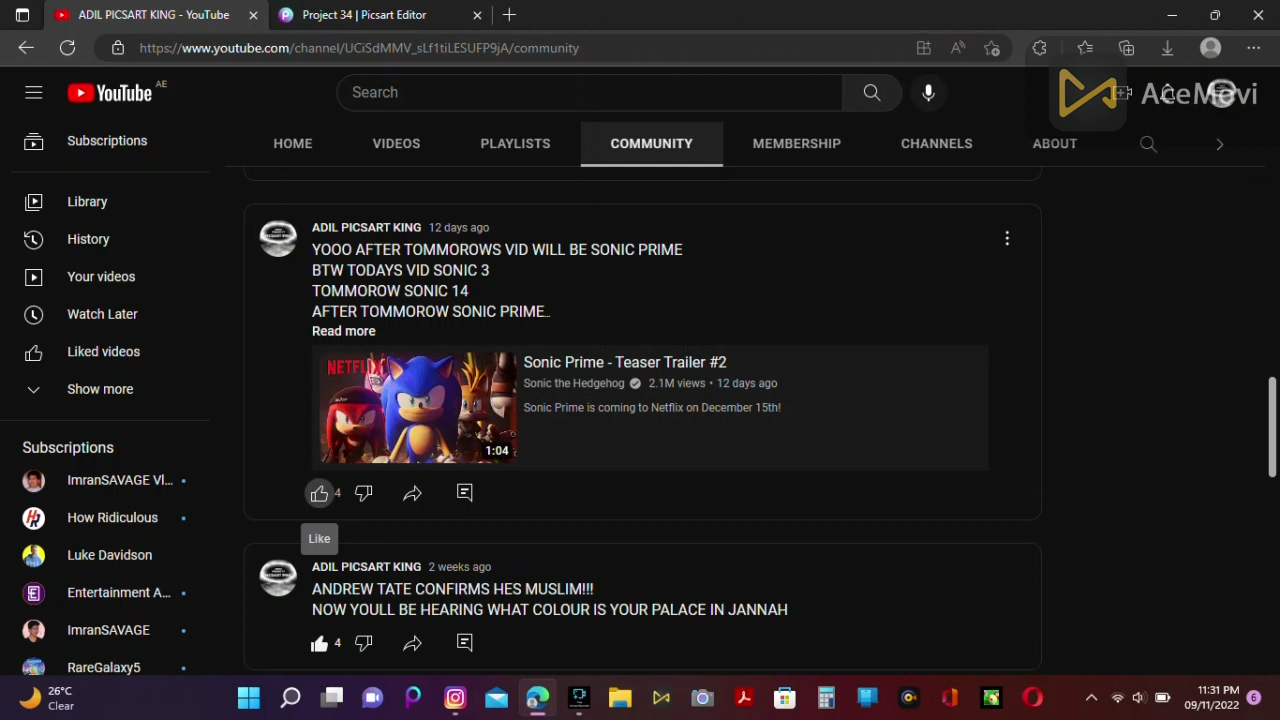 ADIL PICSART KING - YouTube
Project 34 | Picsart Editor
https://www.youtube.com/channel/UCiSdMMV_sLf1tiLESUFP9jA/community
YouTube AE
Search
AceMovi
Subscriptions
HOME VIDEOS PLAYLISTS COMMUNITY MEMBERSHIP CHANNELS ABOUT
Library
History
Your videos
Watch Later
Liked videos
Show more
Subscriptions
ImranSAVAGE Vl...
How Ridiculous
Luke Davidson
Entertainment A...
ImranSAVAGE
RareGalaxy5
ADIL PICSART KING 12 days ago
YOOO AFTER TOMMOROWS VID WILL BE SONIC PRIME
BTW TODAYS VID SONIC 3
TOMMOROW SONIC 14
AFTER TOMMOROW SONIC PRIME..
Read more
NETFLIX
1:04
Sonic Prime - Teaser Trailer #2
Sonic the Hedgehog 2.1M views • 12 days ago
Sonic Prime is coming to Netflix on December 15th!
4
Like
ADIL PICSART KING 2 weeks ago
ANDREW TATE CONFIRMS HES MUSLIM!!!
NOW YOULL BE HEARING WHAT COLOUR IS YOUR PALACE IN JANNAH
4
26°C
Clear
11:31 PM
09/11/2022
6